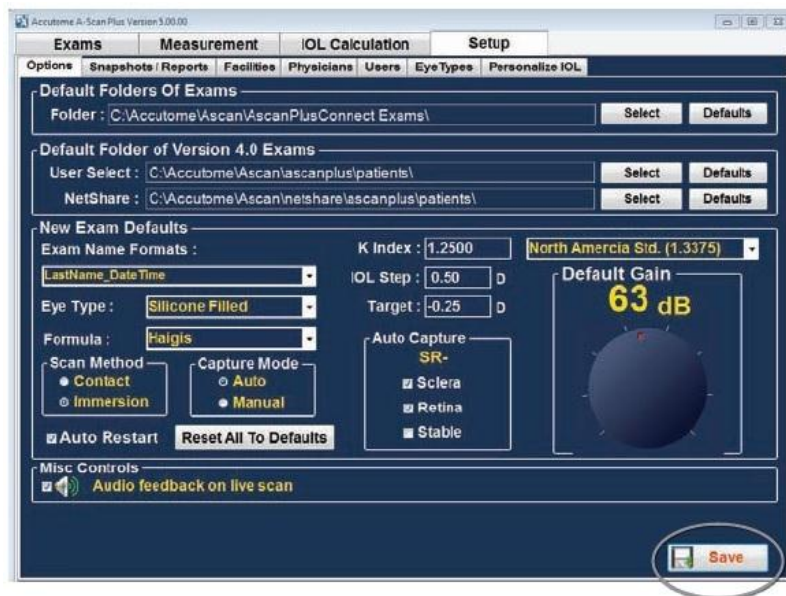 Accutome A-Scan Plus Version 5.00.00
Exams Measurement IOL Calculation Setup
Options Snapshots / Reports Facilities Physicians Users Eye Types Personalize IOL
Default Folders Of Exams
Folder : C:\Accutome\Ascan\AscanPlusConnect Exams\ Select Defaults
Default Folder of Version 4.0 Exams
User Select : C:\Accutome\Ascan\ascanplus\patients\ Select Defaults
NetShare : C:\Accutome\Ascan\netshare\ascanplus\patients\ Select Defaults
New Exam Defaults
Exam Name Formats : K Index : 1.2500 North Amercia Std. (1.3375)
LastName_DateTime IOL Step : 0.50 D Default Gain
Eye Type : Silicone Filled Target : -0.25 D 63 dB
Formula : Haigis Auto Capture
Scan Method Capture Mode SR-
Contact Auto Sclera
Immersion Manual Retina
Auto Restart Reset All To Defaults Stable
Misc Controls
Audio feedback on live scan
Save